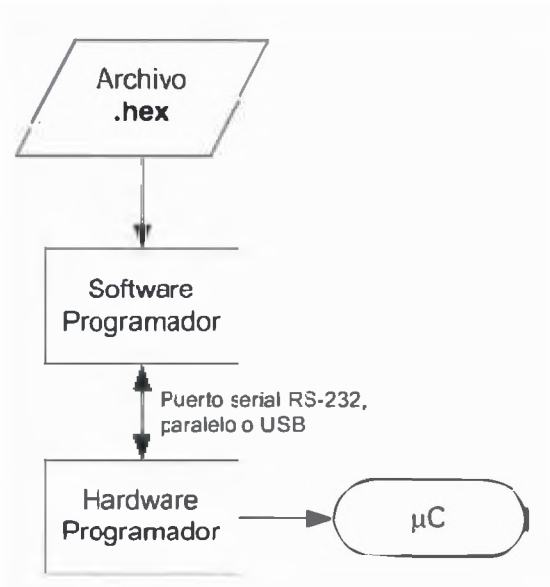 Archivo
.hex
Software
Programador
Puerto serial RS-232,
paralelo o USB
Hardware
Programador
μC